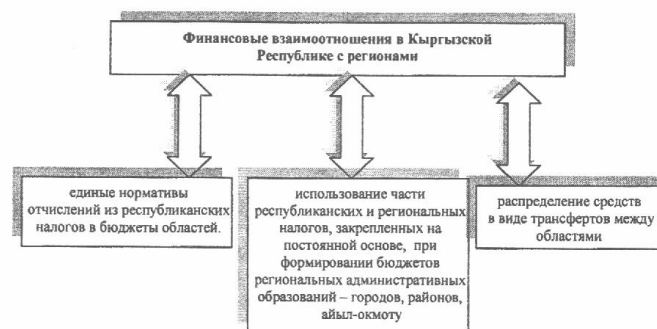 Финансовые взаимоотношения в Кыргызской
Республике с регионами
единые нормативы
отчислений из республиканских
налогов в бюджеты областей.
использование части
республиканских и региональных
налогов, закрепленных на
постоянной основе, при
формировании бюджетов
региональных административных
образований – городов, районов,
айыл-окмоту
распределение средств
в виде трансфертов между
областями